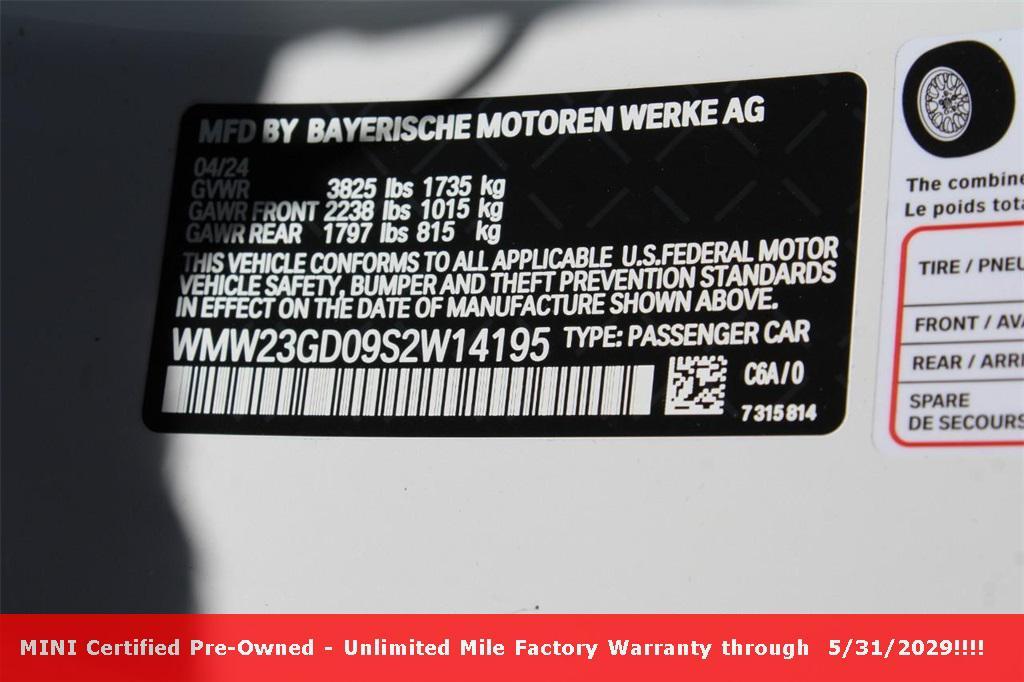 MFD BY BAYERISCHE MOTOREN WERKE AG
04/24
GVWR 3825 lbs 1735 kg
GAWR FRONT 2238 lbs 1015 kg
GAWR REAR 1797 lbs 815 kg
THIS VEHICLE CONFORMS TO ALL APPLICABLE U.S.FEDERAL MOTOR
VEHICLE SAFETY, BUMPER AND THEFT PREVENTION STANDARDS
IN EFFECT ON THE DATE OF MANUFACTURE SHOWN ABOVE.
WMW23GD09S2W14195 TYPE: PASSENGER CAR
C6A/0
7315814
The combine
Le poids tota
TIRE / PNEU
FRONT / AVA
REAR / ARRI
SPARE
DE SECOURS
MINI Certified Pre-Owned - Unlimited Mile Factory Warranty through 5/31/2029!!!!